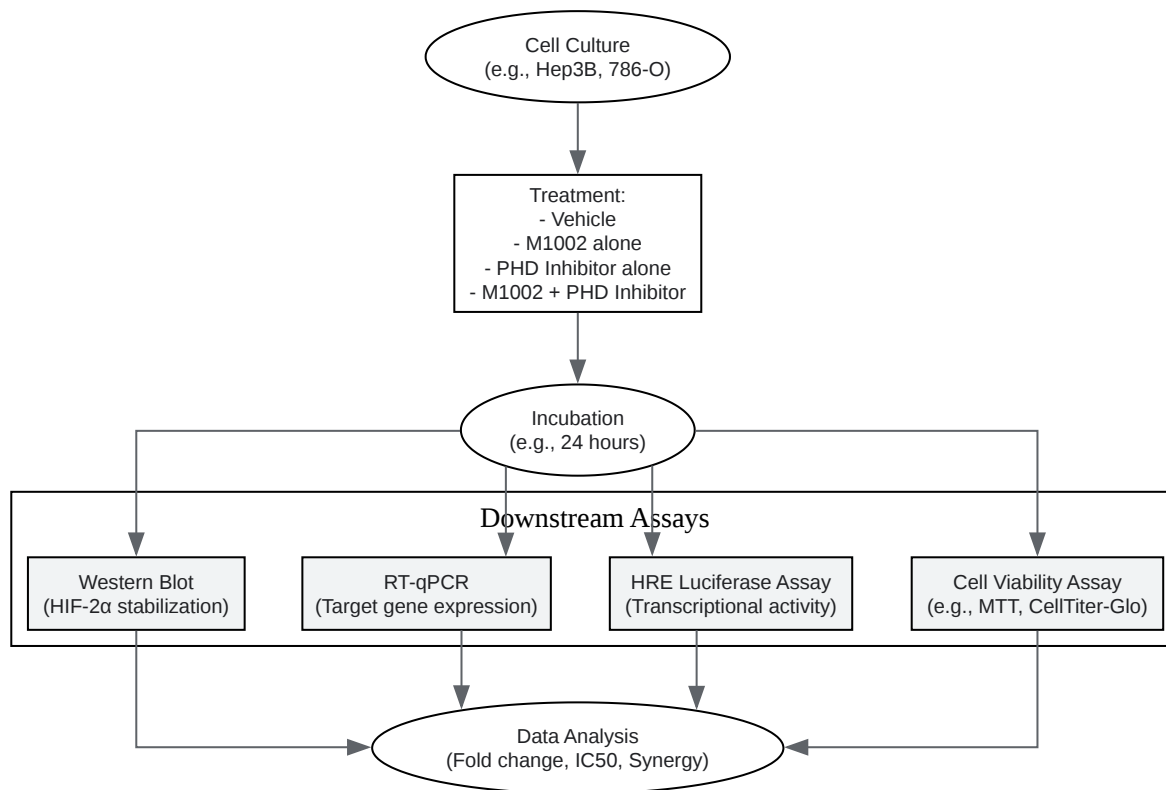 Cell Culture
(e.g., Hep3B, 786-O)
Treatment:
- Vehicle
- M1002 alone
- PHD Inhibitor alone
- M1002 + PHD Inhibitor
Incubation
(e.g., 24 hours)
Downstream Assays
Western Blot
(HIF-2α stabilization)
RT-qPCR
(Target gene expression)
HRE Luciferase Assay
(Transcriptional activity)
Cell Viability Assay
(e.g., MTT, CellTiter-Glo)
Data Analysis
(Fold change, IC50, Synergy)